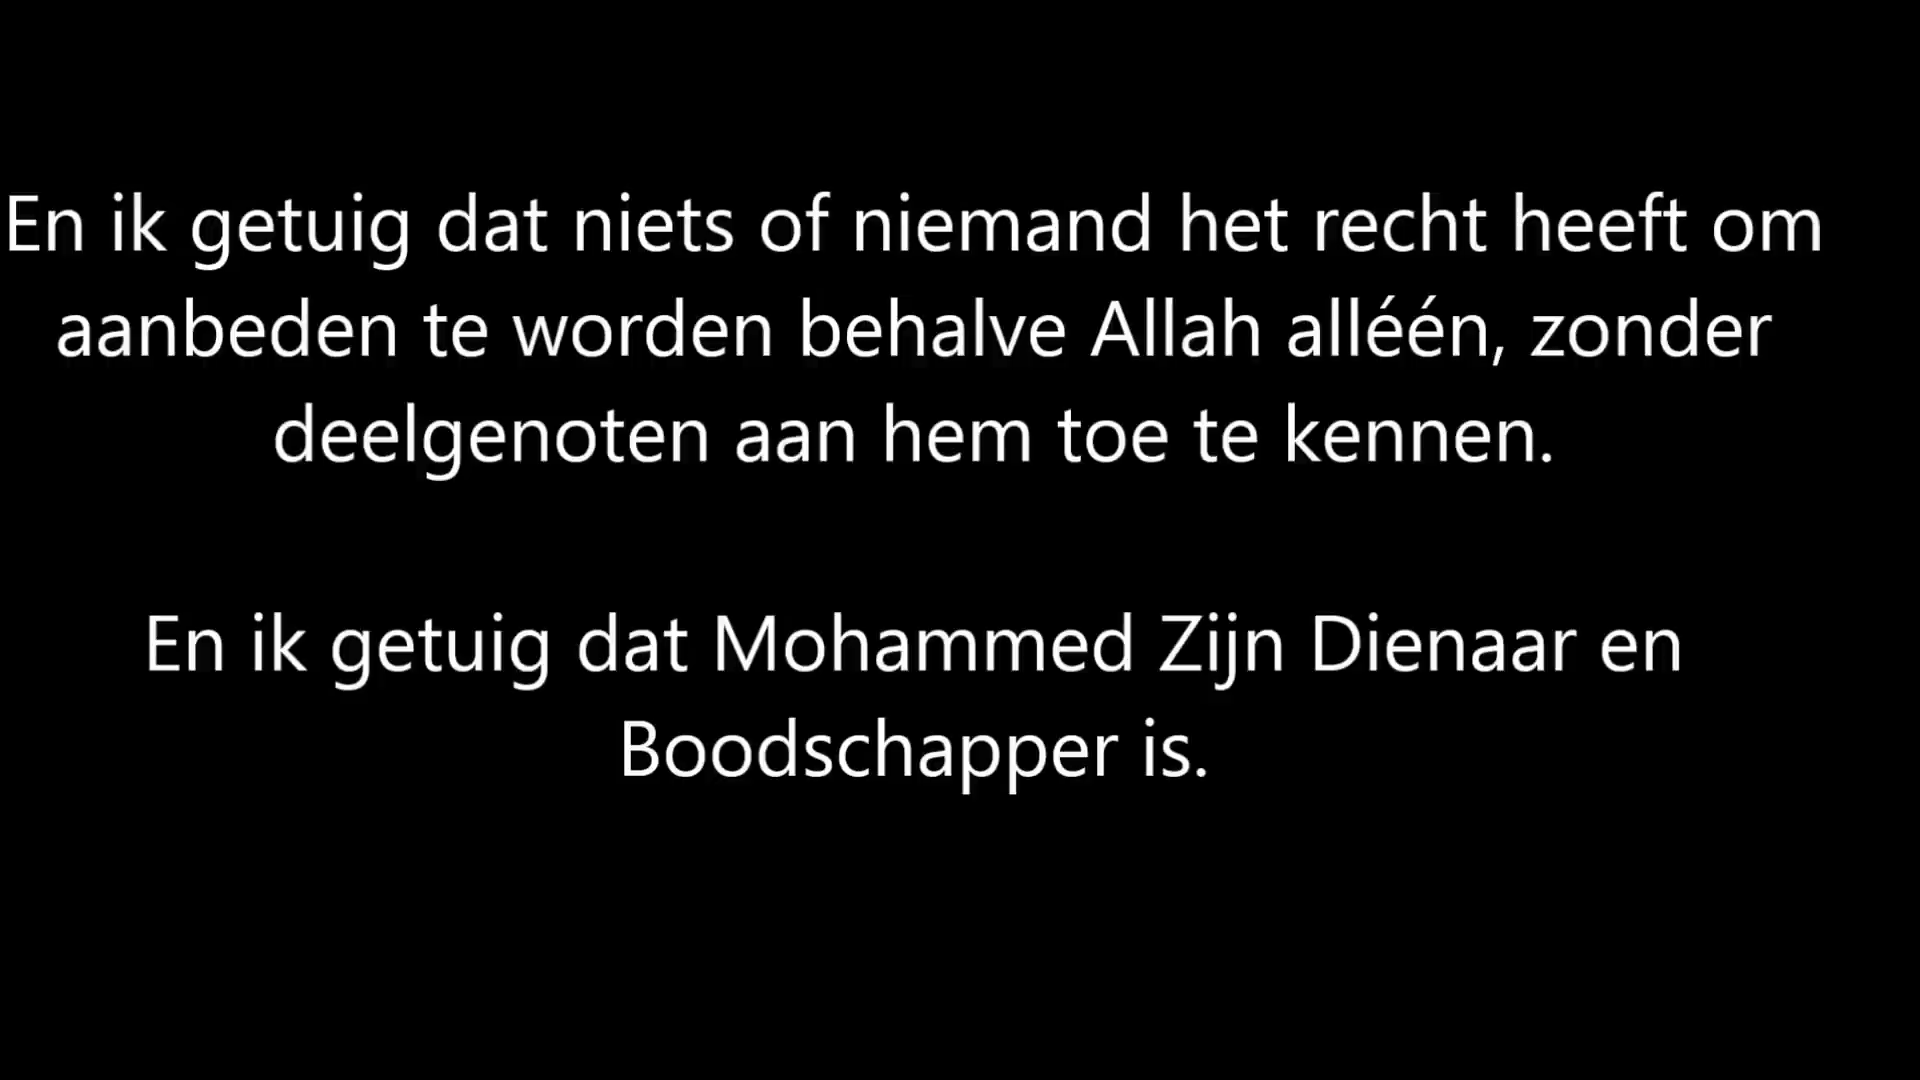 En ik getuig dat niets of niemand het recht heeft om
aanbeden te worden behalve Allah alléén, zonder
deelgenoten aan hem toe te kennen.
En ik getuig dat Mohammed Zijn Dienaar en
Boodschapper is.